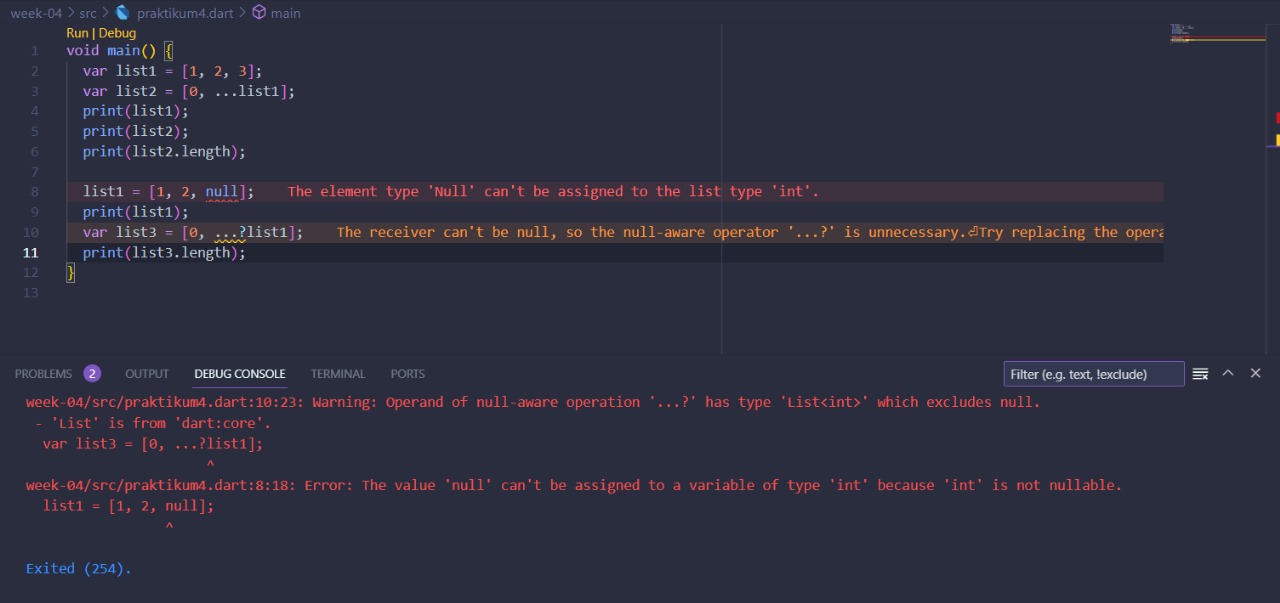 week-04 > src > praktikum4.dart > main
Run | Debug
1 void main() {
2 var list1 = [1, 2, 3];
3 var list2 = [0, ...list1];
4 print(list1);
5 print(list2);
6 print(list2.length);
7
8 list1 = [1, 2, null]; The element type 'Null' can't be assigned to the list type 'int'.
9 print(list1);
10 var list3 = [0, ...?list1]; The receiver can't be null, so the null-aware operator '...?' is unnecessary.⏎Try replacing the opera
11 print(list3.length);
12 }
13
PROBLEMS 2 OUTPUT DEBUG CONSOLE TERMINAL PORTS Filter (e.g. text, !exclude)
week-04/src/praktikum4.dart:10:23: Warning: Operand of null-aware operation '...?' has type 'List<int>' which excludes null.
- 'List' is from 'dart:core'.
var list3 = [0, ...?list1];
^
week-04/src/praktikum4.dart:8:18: Error: The value 'null' can't be assigned to a variable of type 'int' because 'int' is not nullable.
list1 = [1, 2, null];
^
Exited (254).